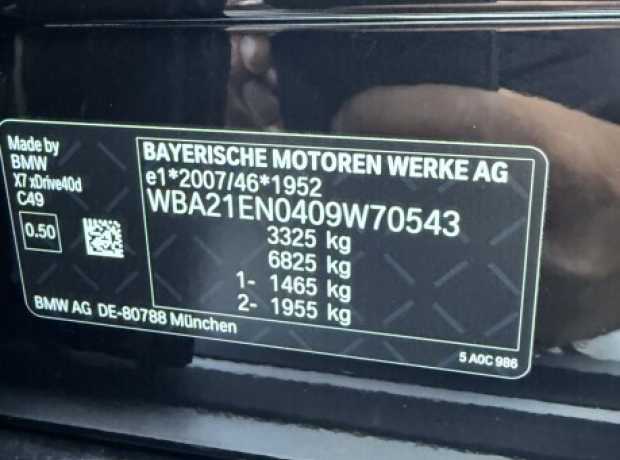 Made by
BMW
X7 xDrive40d
C49
0.50
BAYERISCHE MOTOREN WERKE AG
e1*2007/46*1952
WBA21EN0409W70543
3325 kg
6825 kg
1- 1465 kg
2- 1955 kg
BMW AG DE-80788 München
5 A0C 986